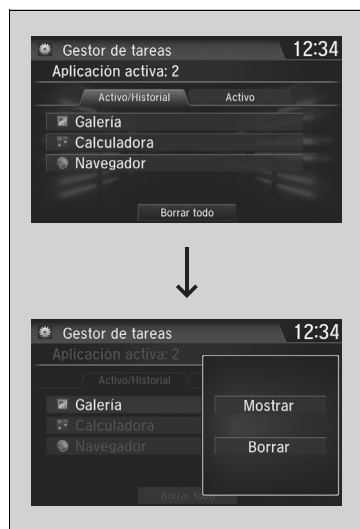 Gestor de tareas 12:34
Aplicación activa: 2
Activo/Historial Activo
Galería
Calculadora
Navegador
Borrar todo
Gestor de tareas 12:34
Aplicación activa: 2
Activo/Historial
Galería Mostrar
Calculadora
Navegador Borrar
Borrar todo